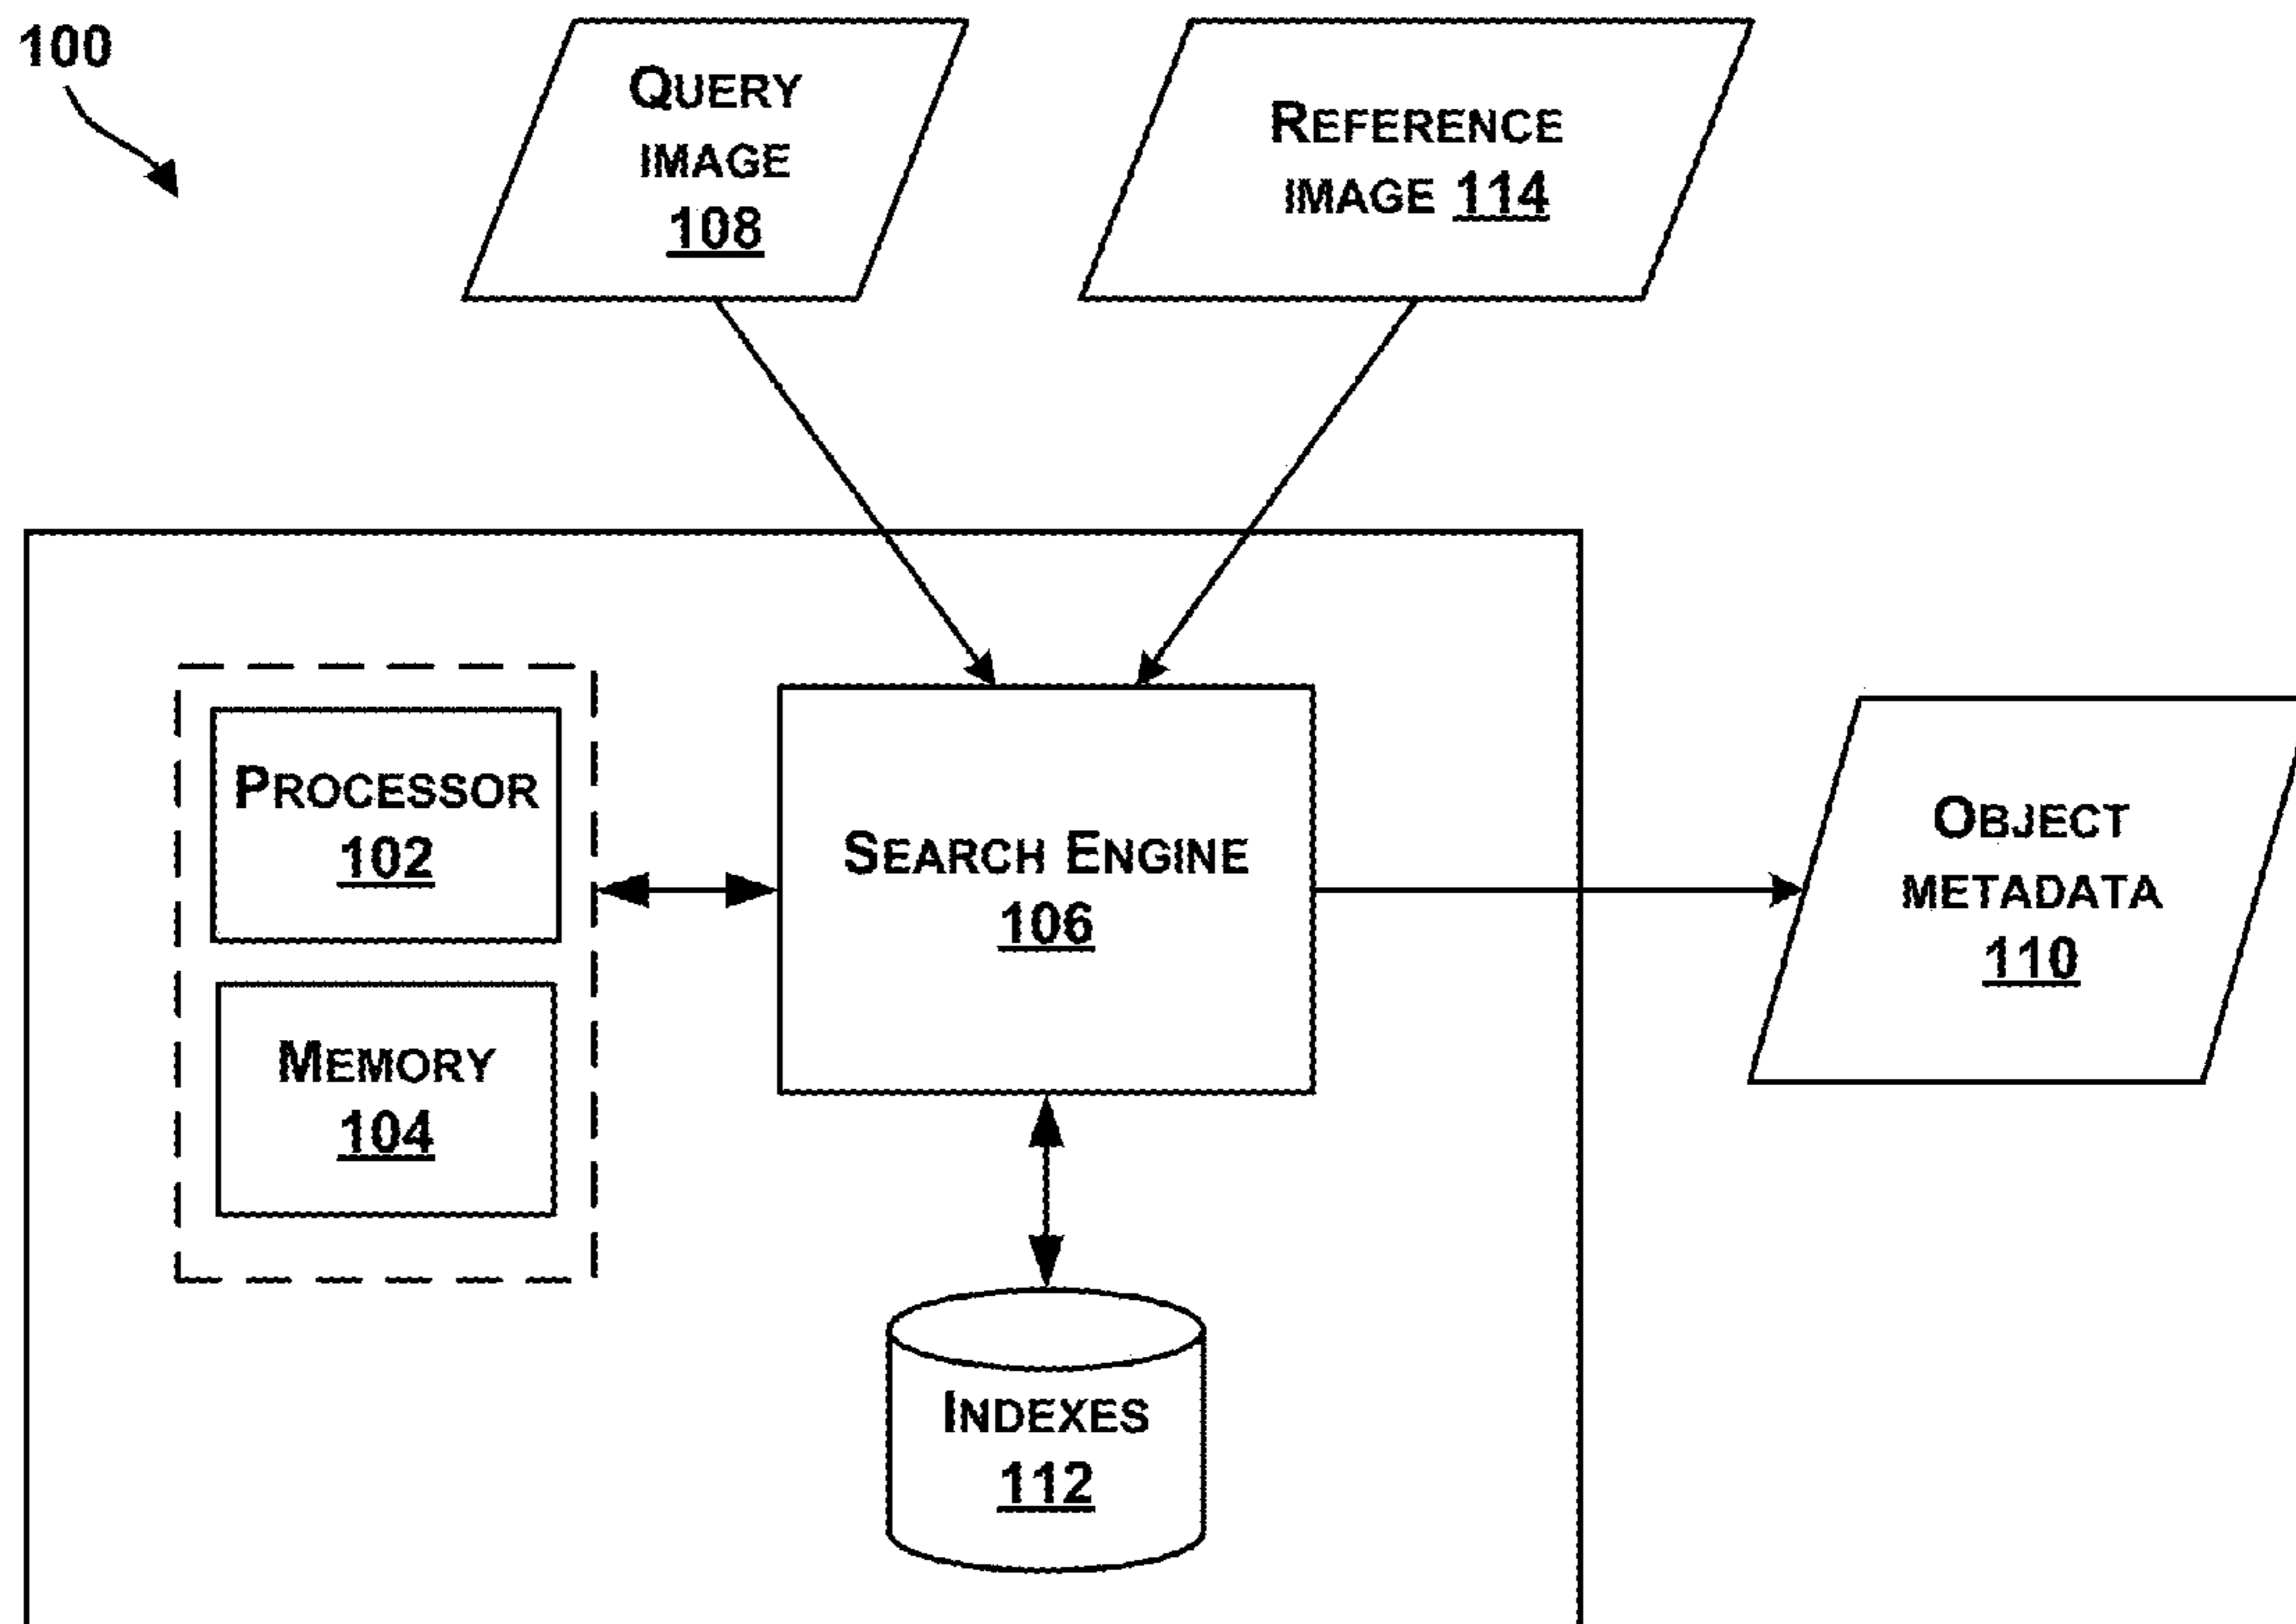 100
QUERY
IMAGE
108
REFERENCE
IMAGE 114
PROCESSOR
102
MEMORY
104
SEARCH ENGINE
106
OBJECT
METADATA
110
INDEXES
112